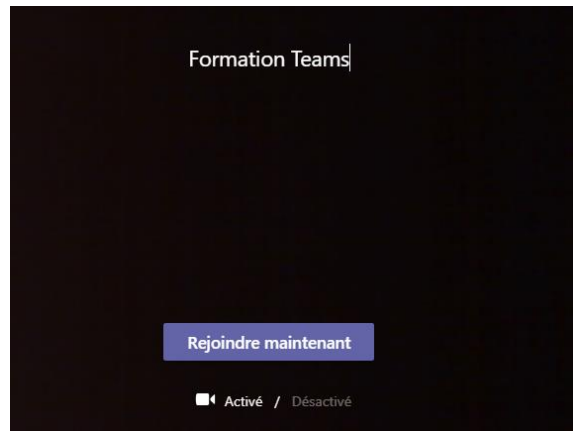 Formation Teams
Rejoindre maintenant
Activé / Désactivé